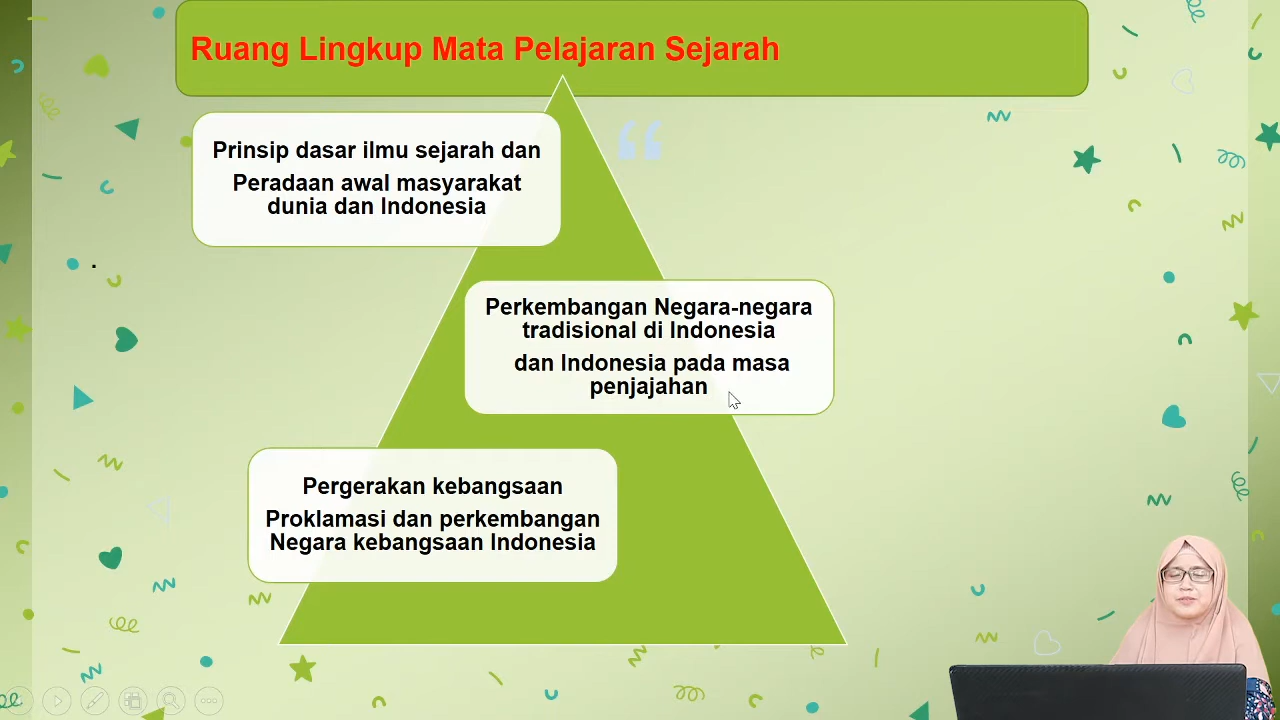 Ruang Lingkup Mata Pelajaran Sejarah
“
Prinsip dasar ilmu sejarah dan
Peradaan awal masyarakat
dunia dan Indonesia
.
Perkembangan Negara-negara
tradisional di Indonesia
dan Indonesia pada masa
penjajahan
Pergerakan kebangsaan
Proklamasi dan perkembangan
Negara kebangsaan Indonesia